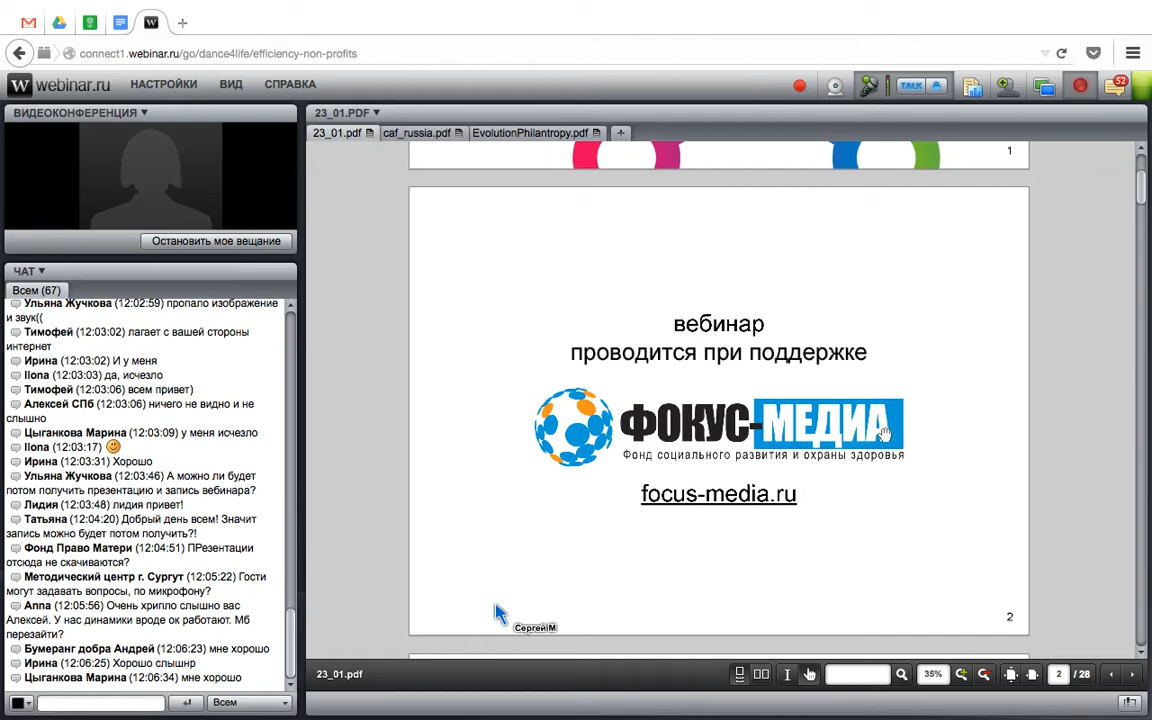 connect1.webinar.ru/go/dance4life/efficiency-non-profits
webinar.ru
НАСТРОЙКИ
ВИД
СПРАВКА
TALK
52
ВИДЕОКОНФЕРЕНЦИЯ
Остановить мое вещание
ЧАТ
Всем (67)
Ульяна Жучкова (12:02:59) пропало изображение
и звук((
Тимофей (12:03:02) лагает с вашей стороны
интернет
Ирина (12:03:02) И у меня
Ilona (12:03:03) да, исчезло
Тимофей (12:03:06) всем привет)
Алексей СПб (12:03:06) ничего не видно и не
слышно
Цыганкова Марина (12:03:09) у меня исчезло
Ilona (12:03:17)
Ирина (12:03:31) Хорошо
Ульяна Жучкова (12:03:46) А можно ли будет
потом получить презентацию и запись вебинара?
Лидия (12:03:48) лидия привет!
Татьяна (12:04:20) Добрый день всем! Значит
запись можно будет потом получить?!
Фонд Право Матери (12:04:51) ПРезентации
отсюда не скачиваются?
Методический центр г. Сургут (12:05:22) Гости
могут задавать вопросы, по микрофону?
Anna (12:05:56) Очень хрипло слышно вас
Алексей. У нас динамики вроде ок работают. Мб
перезайти?
Бумеранг добра Андрей (12:06:23) мне хорошо
Ирина (12:06:25) Хорошо слышнр
Цыганкова Марина (12:06:34) мне хорошо
Всем
23_01.PDF
23_01.pdf
caf_russia.pdf
EvolutionPhilantropy.pdf
1
вебинар
проводится при поддержке
ФОКУС-МЕДИА
Фонд социального развития и охраны здоровья
focus-media.ru
СергейМ
2
23_01.pdf
35%
2 / 28